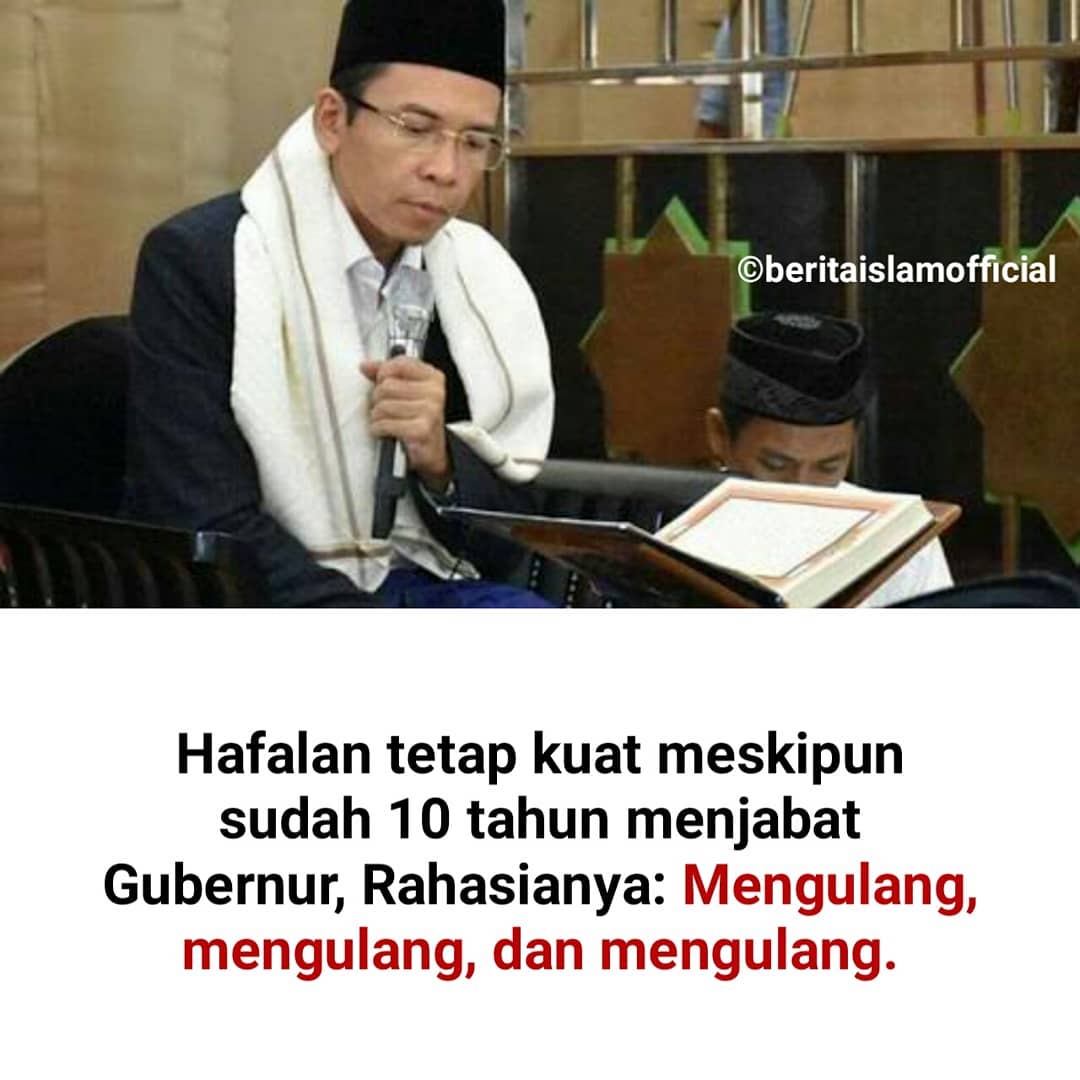 ©beritaislamofficial
Hafalan tetap kuat meskipun
sudah 10 tahun menjabat
Gubernur, Rahasianya: Mengulang,
mengulang, dan mengulang.